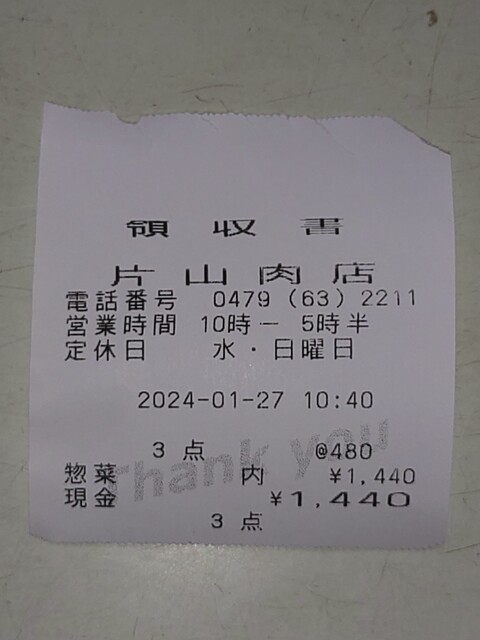 領収書
片山肉店
電話番号 0479(63)2211
営業時間 10時ー 5時半
定休日 水・日曜日
2024-01-27 10:40
Thank you
3点 @480
惣菜 内 ¥1,440
現金 ¥1,440
3点